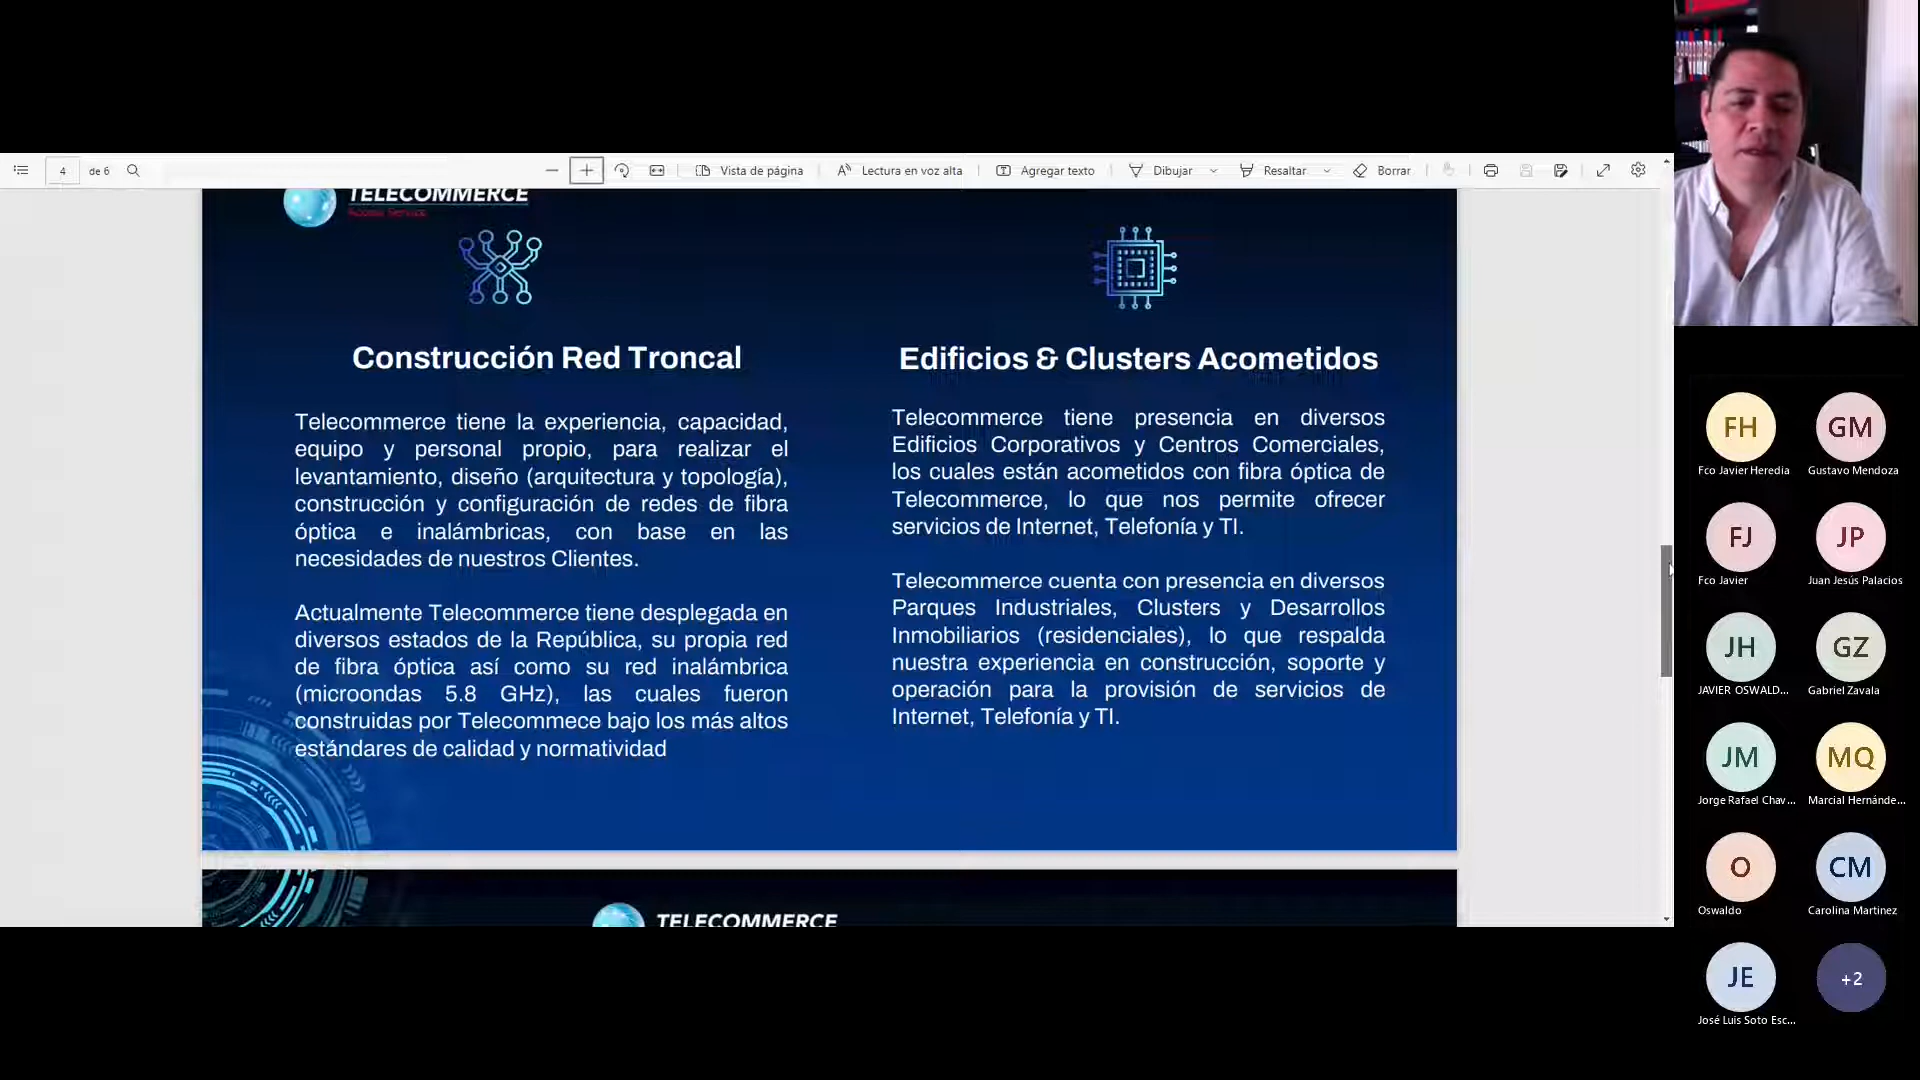 4 de 6 Vista de página Lectura en voz alta Agregar texto Dibujar Resaltar Borrar
TELECOMMERCE
Access Service
Construcción Red Troncal
Telecommerce tiene la experiencia, capacidad,
equipo y personal propio, para realizar el
levantamiento, diseño (arquitectura y topología),
construcción y configuración de redes de fibra
óptica e inalámbricas, con base en las
necesidades de nuestros Clientes.
Actualmente Telecommerce tiene desplegada en
diversos estados de la República, su propia red
de fibra óptica así como su red inalámbrica
(microondas 5.8 GHz), las cuales fueron
construidas por Telecommece bajo los más altos
estándares de calidad y normatividad
Edificios & Clusters Acometidos
Telecommerce tiene presencia en diversos
Edificios Corporativos y Centros Comerciales,
los cuales están acometidos con fibra óptica de
Telecommerce, lo que nos permite ofrecer
servicios de Internet, Telefonía y TI.
Telecommerce cuenta con presencia en diversos
Parques Industriales, Clusters y Desarrollos
Inmobiliarios (residenciales), lo que respalda
nuestra experiencia en construcción, soporte y
operación para la provisión de servicios de
Internet, Telefonía y TI.
TELECOMMERCE
FH GM
Fco Javier Heredia Gustavo Mendoza
FJ JP
Fco Javier Juan Jesús Palacios
JH GZ
JAVIER OSWALD... Gabriel Zavala
JM MQ
Jorge Rafael Chav... Marcial Hernánde...
O CM
Oswaldo Carolina Martinez
JE +2
José Luis Soto Esc...